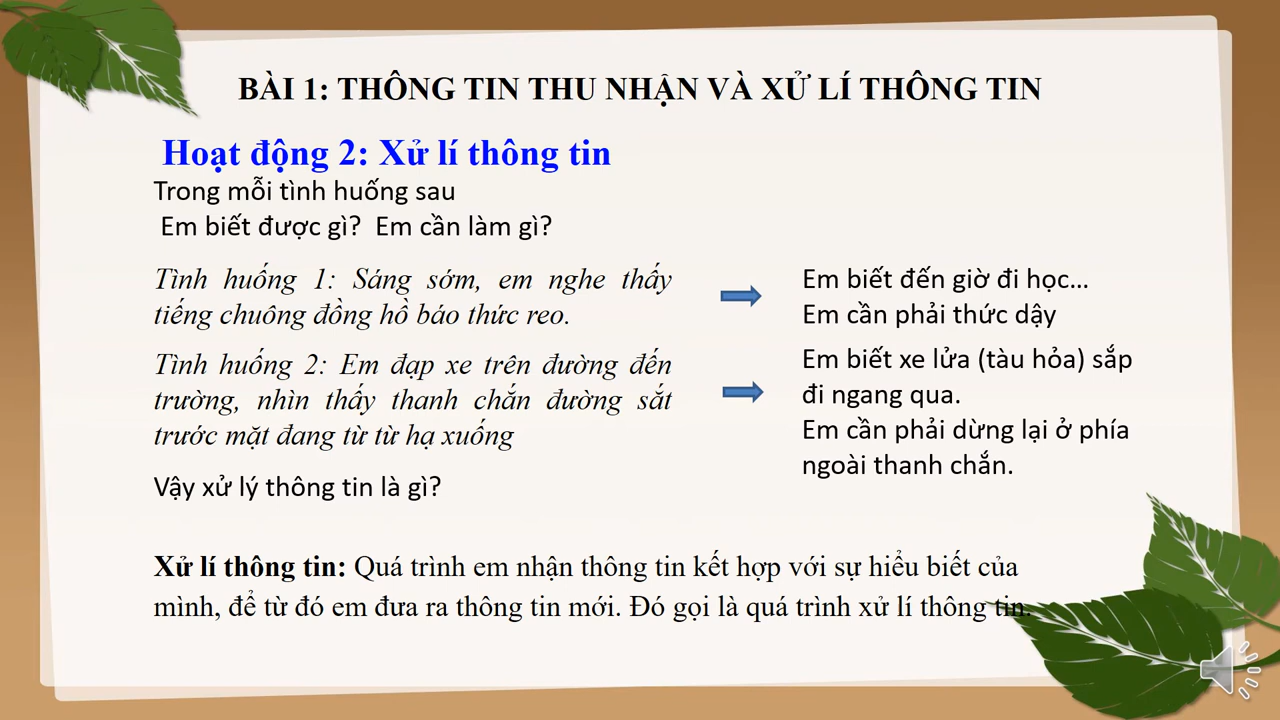 BÀI 1: THÔNG TIN THU NHẬN VÀ XỬ LÍ THÔNG TIN
Hoạt động 2: Xử lí thông tin
Trong mỗi tình huống sau
Em biết được gì? Em cần làm gì?
Tình huống 1: Sáng sớm, em nghe thấy
tiếng chuông đồng hồ báo thức reo.
Em biết đến giờ đi học...
Em cần phải thức dậy
Tình huống 2: Em đạp xe trên đường đến
trường, nhìn thấy thanh chắn đường sắt
trước mặt đang từ từ hạ xuống
Em biết xe lửa (tàu hỏa) sắp
đi ngang qua.
Em cần phải dừng lại ở phía
ngoài thanh chắn.
Vậy xử lý thông tin là gì?
Xử lí thông tin: Quá trình em nhận thông tin kết hợp với sự hiểu biết của
mình, để từ đó em đưa ra thông tin mới. Đó gọi là quá trình xử lí thông tin.